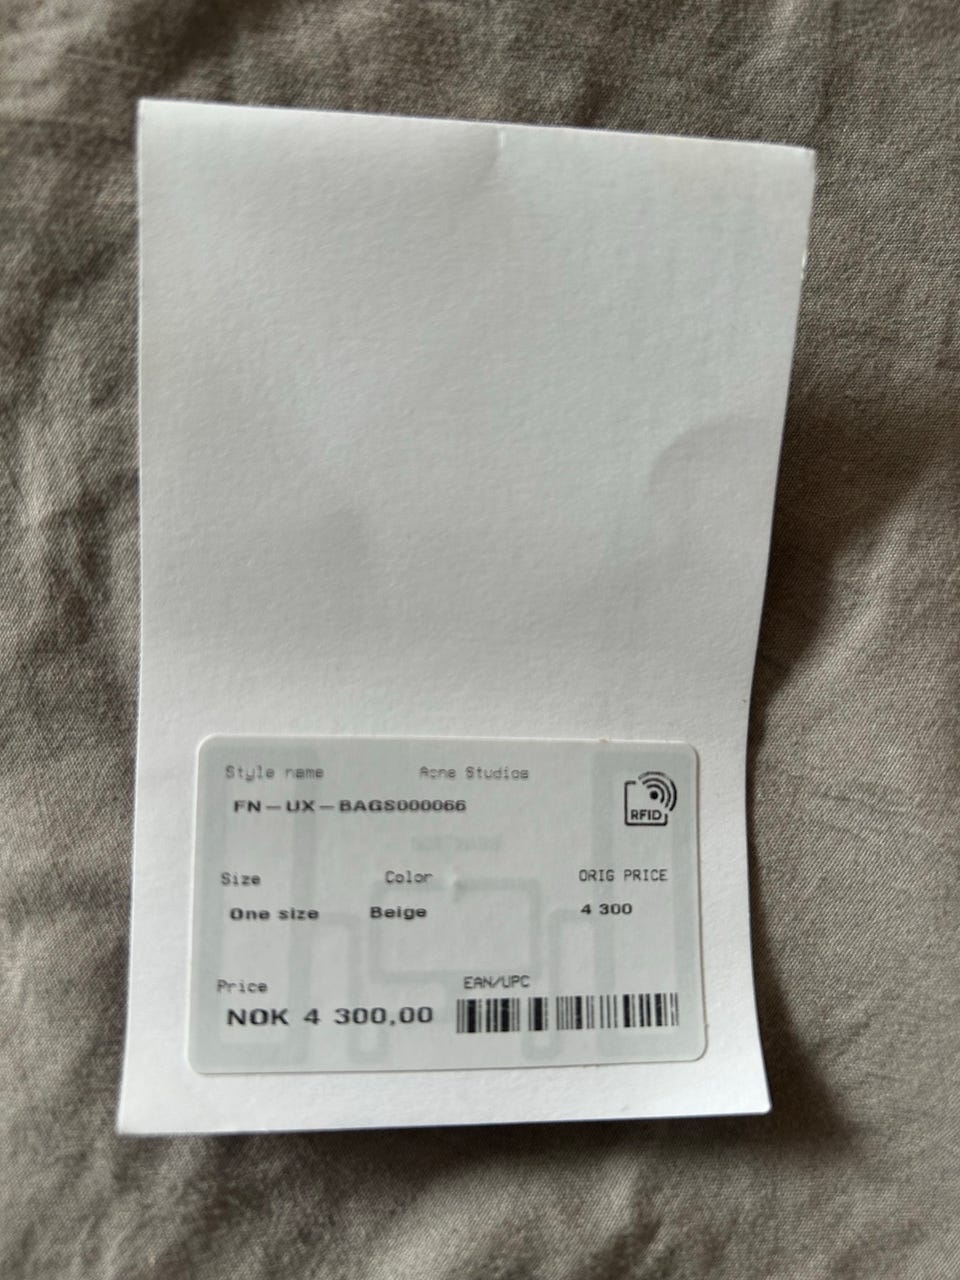 Style name Acne Studios
FN-UX-BAGS000066
RFID
Size Color ORIG PRICE
One size Beige 4 300
Price EAN/UPC
NOK 4 300,00